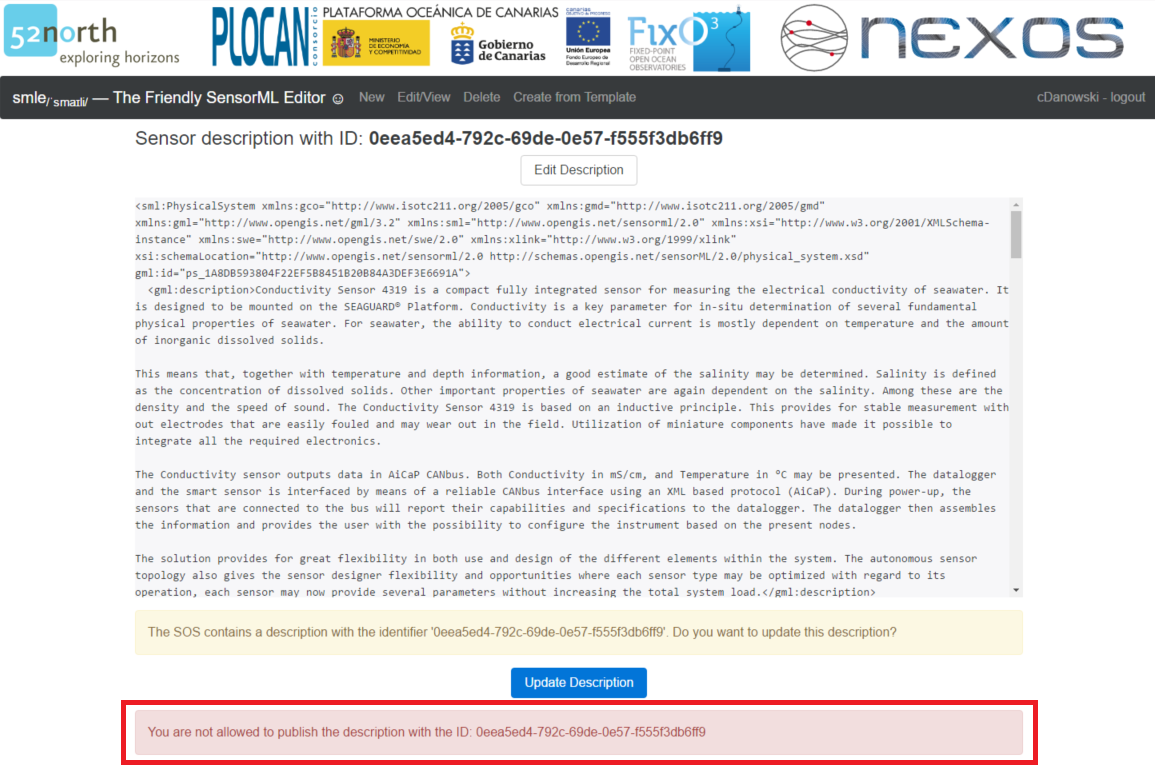 52north
exploring horizons
PLOCAN
consorcio
PLATAFORMA OCEÁNICA DE CANARIAS
MINISTERIO
DE ECONOMÍA
Y COMPETITIVIDAD
Gobierno
de Canarias
canarias
Unión Europea
Fondo Europeo de
Desarrollo Regional
FixO3
FIXED-POINT
OPEN OCEAN
OBSERVATORIES
nexos
smle/ˈsmaɪli/ — The Friendly SensorML Editor ☺ New Edit/View Delete Create from Template cDanowski - logout
Sensor description with ID: 0eea5ed4-792c-69de-0e57-f555f3db6ff9
Edit Description
<sml:PhysicalSystem xmlns:gco="http://www.isotc211.org/2005/gco" xmlns:gmd="http://www.isotc211.org/2005/gmd"
xmlns:gml="http://www.opengis.net/gml/3.2" xmlns:sml="http://www.opengis.net/sensorml/2.0" xmlns:xsi="http://www.w3.org/2001/XMLSchema-
instance" xmlns:swe="http://www.opengis.net/swe/2.0" xmlns:xlink="http://www.w3.org/1999/xlink"
xsi:schemaLocation="http://www.opengis.net/sensorml/2.0 http://schemas.opengis.net/sensorML/2.0/physical_system.xsd"
gml:id="ps_1A8DB593804F22EF5B8451B20B84A3DEF3E6691A">
<gml:description>Conductivity Sensor 4319 is a compact fully integrated sensor for measuring the electrical conductivity of seawater. It
is designed to be mounted on the SEAGUARD® Platform. Conductivity is a key parameter for in-situ determination of several fundamental
physical properties of seawater. For seawater, the ability to conduct electrical current is mostly dependent on temperature and the amount
of inorganic dissolved solids.
This means that, together with temperature and depth information, a good estimate of the salinity may be determined. Salinity is defined
as the concentration of dissolved solids. Other important properties of seawater are again dependent on the salinity. Among these are the
density and the speed of sound. The Conductivity Sensor 4319 is based on an inductive principle. This provides for stable measurement with
out electrodes that are easily fouled and may wear out in the field. Utilization of miniature components have made it possible to
integrate all the required electronics.
The Conductivity sensor outputs data in AiCaP CANbus. Both Conductivity in mS/cm, and Temperature in °C may be presented. The datalogger
and the smart sensor is interfaced by means of a reliable CANbus interface using an XML based protocol (AiCaP). During power-up, the
sensors that are connected to the bus will report their capabilities and specifications to the datalogger. The datalogger then assembles
the information and provides the user with the possibility to configure the instrument based on the present nodes.
The solution provides for great flexibility in both use and design of the different elements within the system. The autonomous sensor
topology also gives the sensor designer flexibility and opportunities where each sensor type may be optimized with regard to its
operation, each sensor may now provide several parameters without increasing the total system load.</gml:description>
The SOS contains a description with the identifier '0eea5ed4-792c-69de-0e57-f555f3db6ff9'. Do you want to update this description?
Update Description
You are not allowed to publish the description with the ID: 0eea5ed4-792c-69de-0e57-f555f3db6ff9